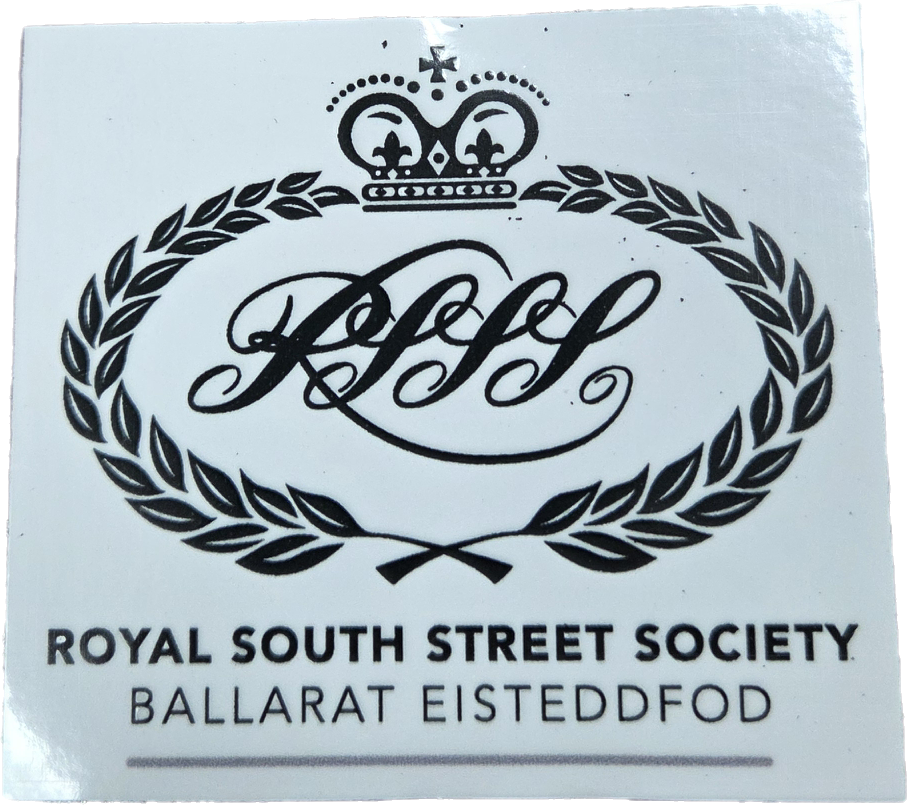 RSSS
ROYAL SOUTH STREET SOCIETY
BALLARAT EISTEDDFOD